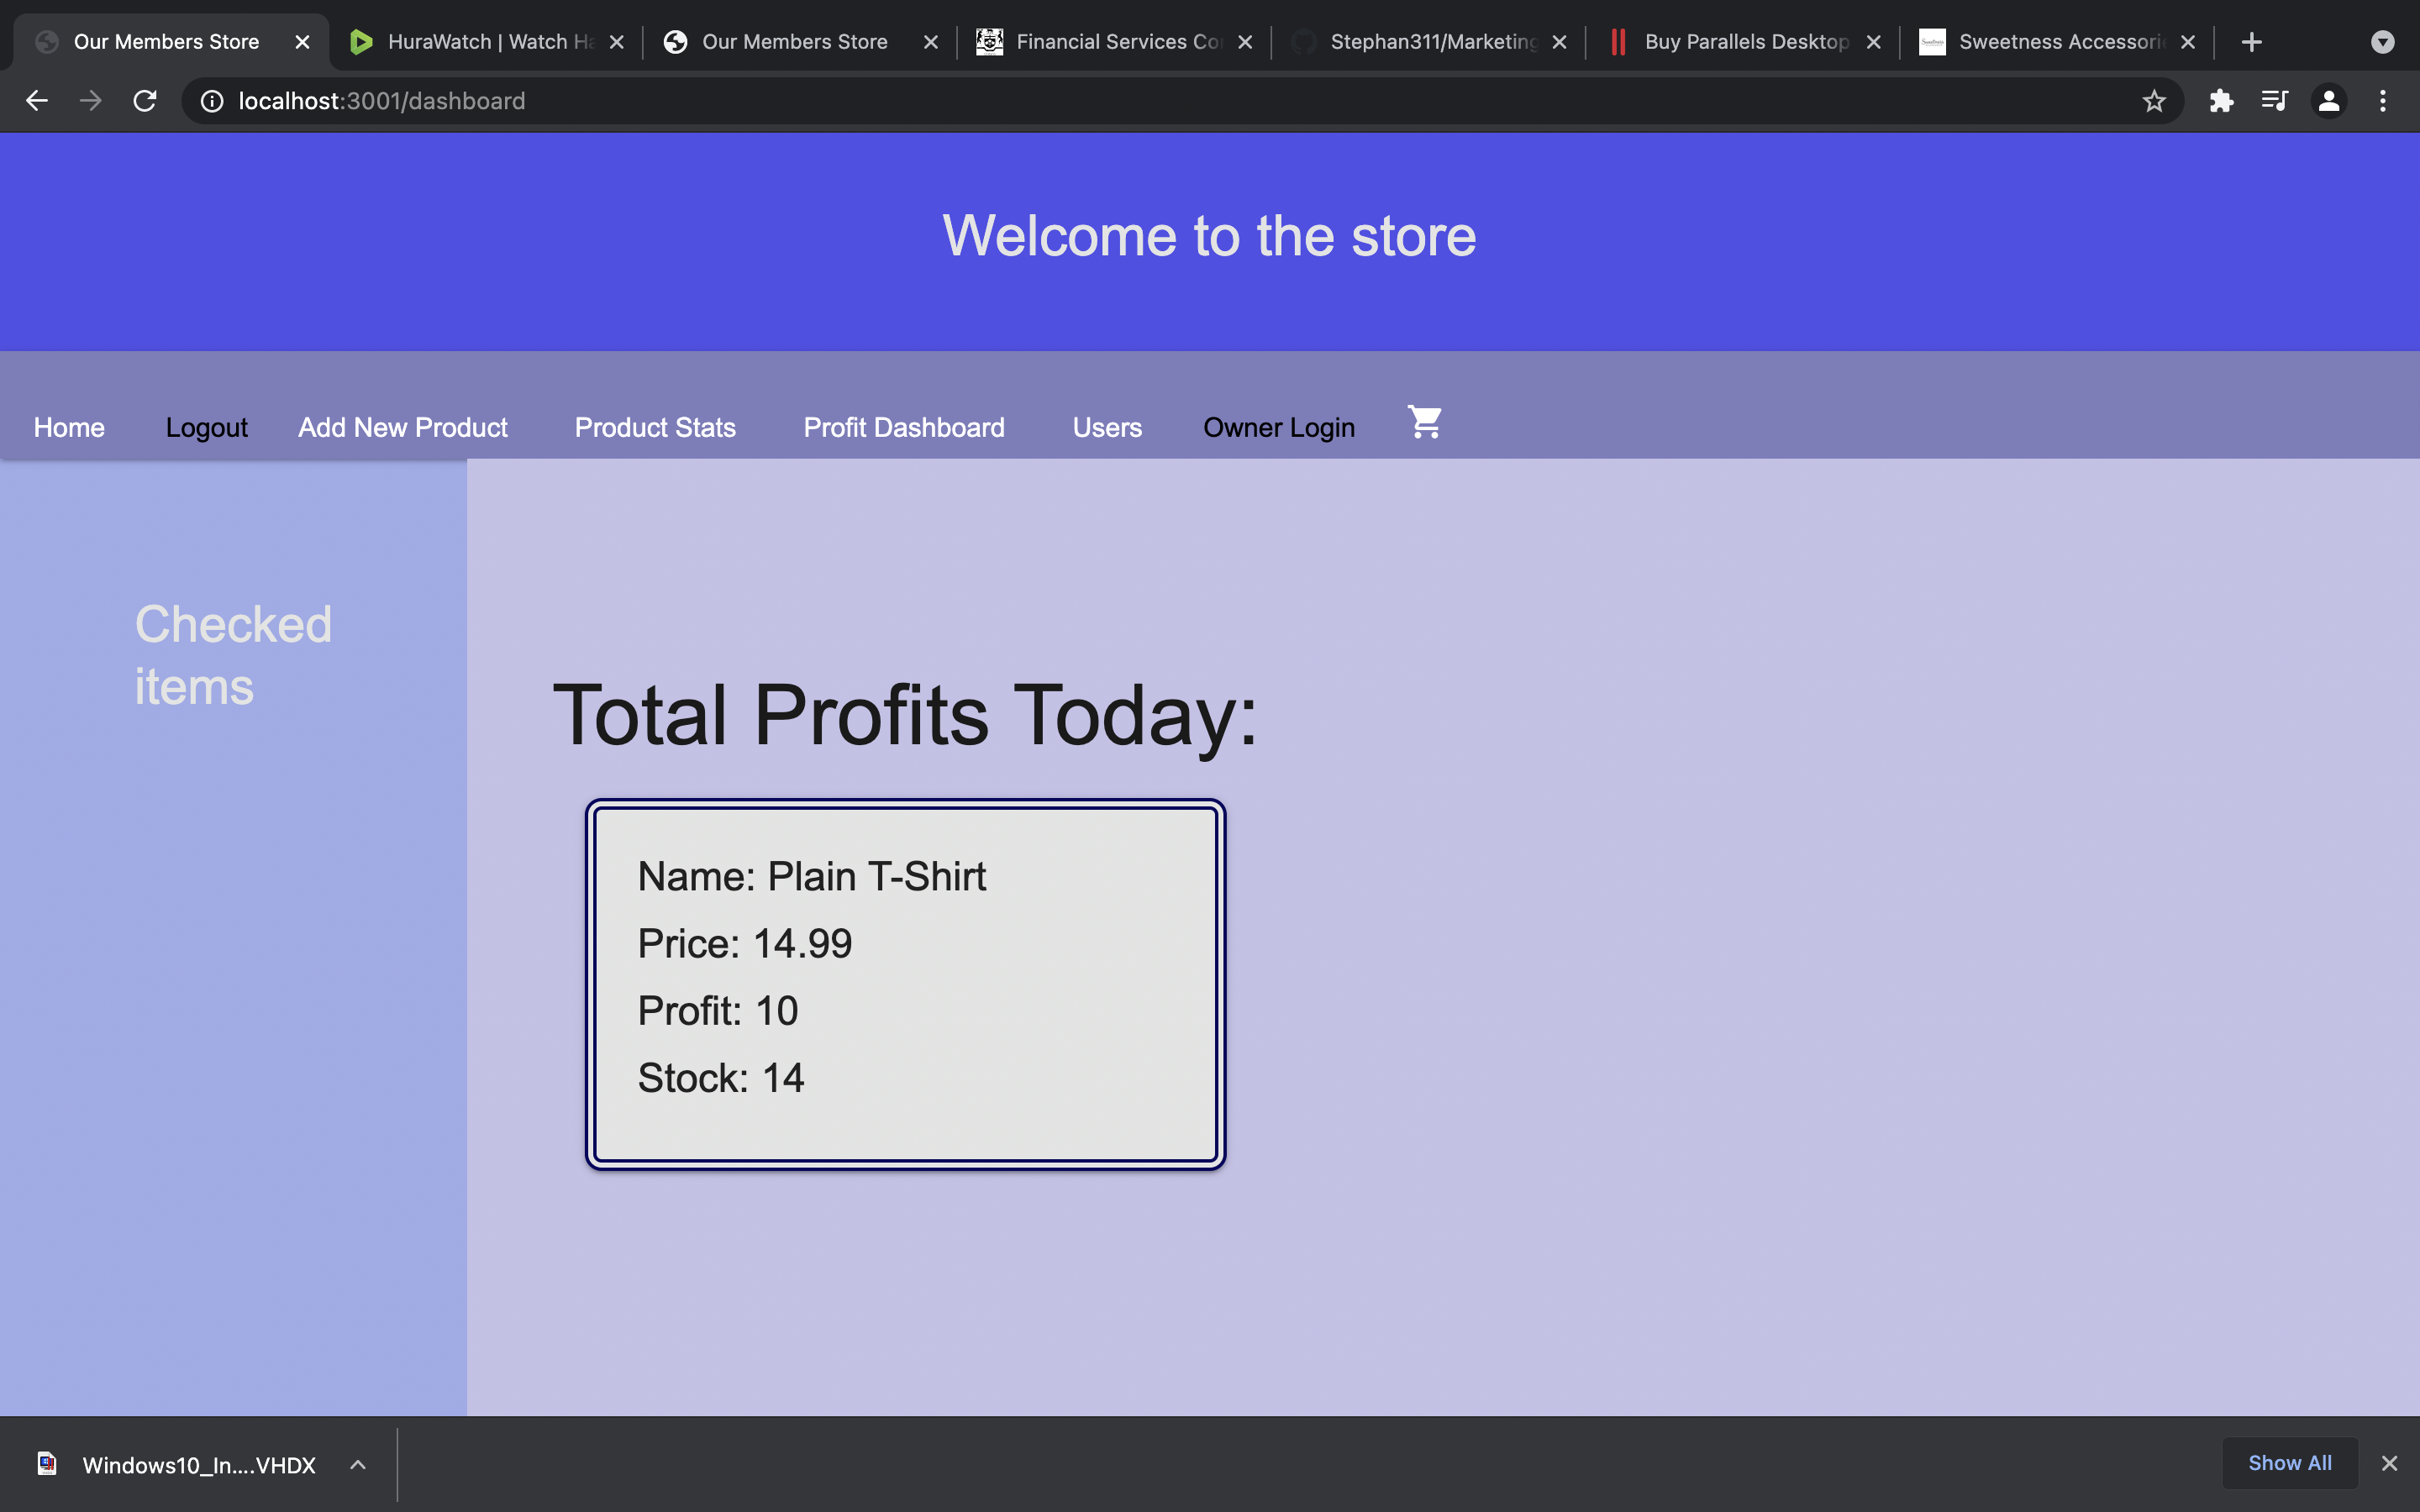 Our Members Store
HuraWatch | Watch Ha
Our Members Store
Financial Services Co
Stephan311/Marketing
Buy Parallels Desktop
Sweetness Accessori
localhost:3001/dashboard
Welcome to the store
Home
Logout
Add New Product
Product Stats
Profit Dashboard
Users
Owner Login
Checked
items
Total Profits Today:
Name: Plain T-Shirt
Price: 14.99
Profit: 10
Stock: 14
Windows10_In....VHDX
Show All